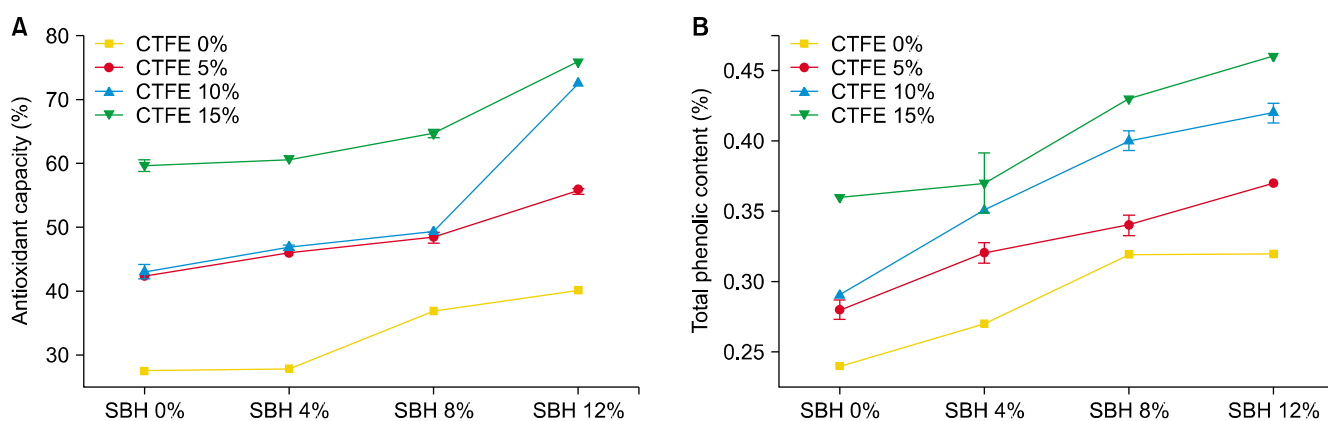 A
Antioxidant capacity (%)
80
70
60
50
40
30
CTFE 0%
CTFE 5%
CTFE 10%
CTFE 15%
SBH 0%
SBH 4%
SBH 8%
SBH 12%
B
Total phenolic content (%)
0.45
0.40
0.35
0.30
0.25
CTFE 0%
CTFE 5%
CTFE 10%
CTFE 15%
SBH 0%
SBH 4%
SBH 8%
SBH 12%